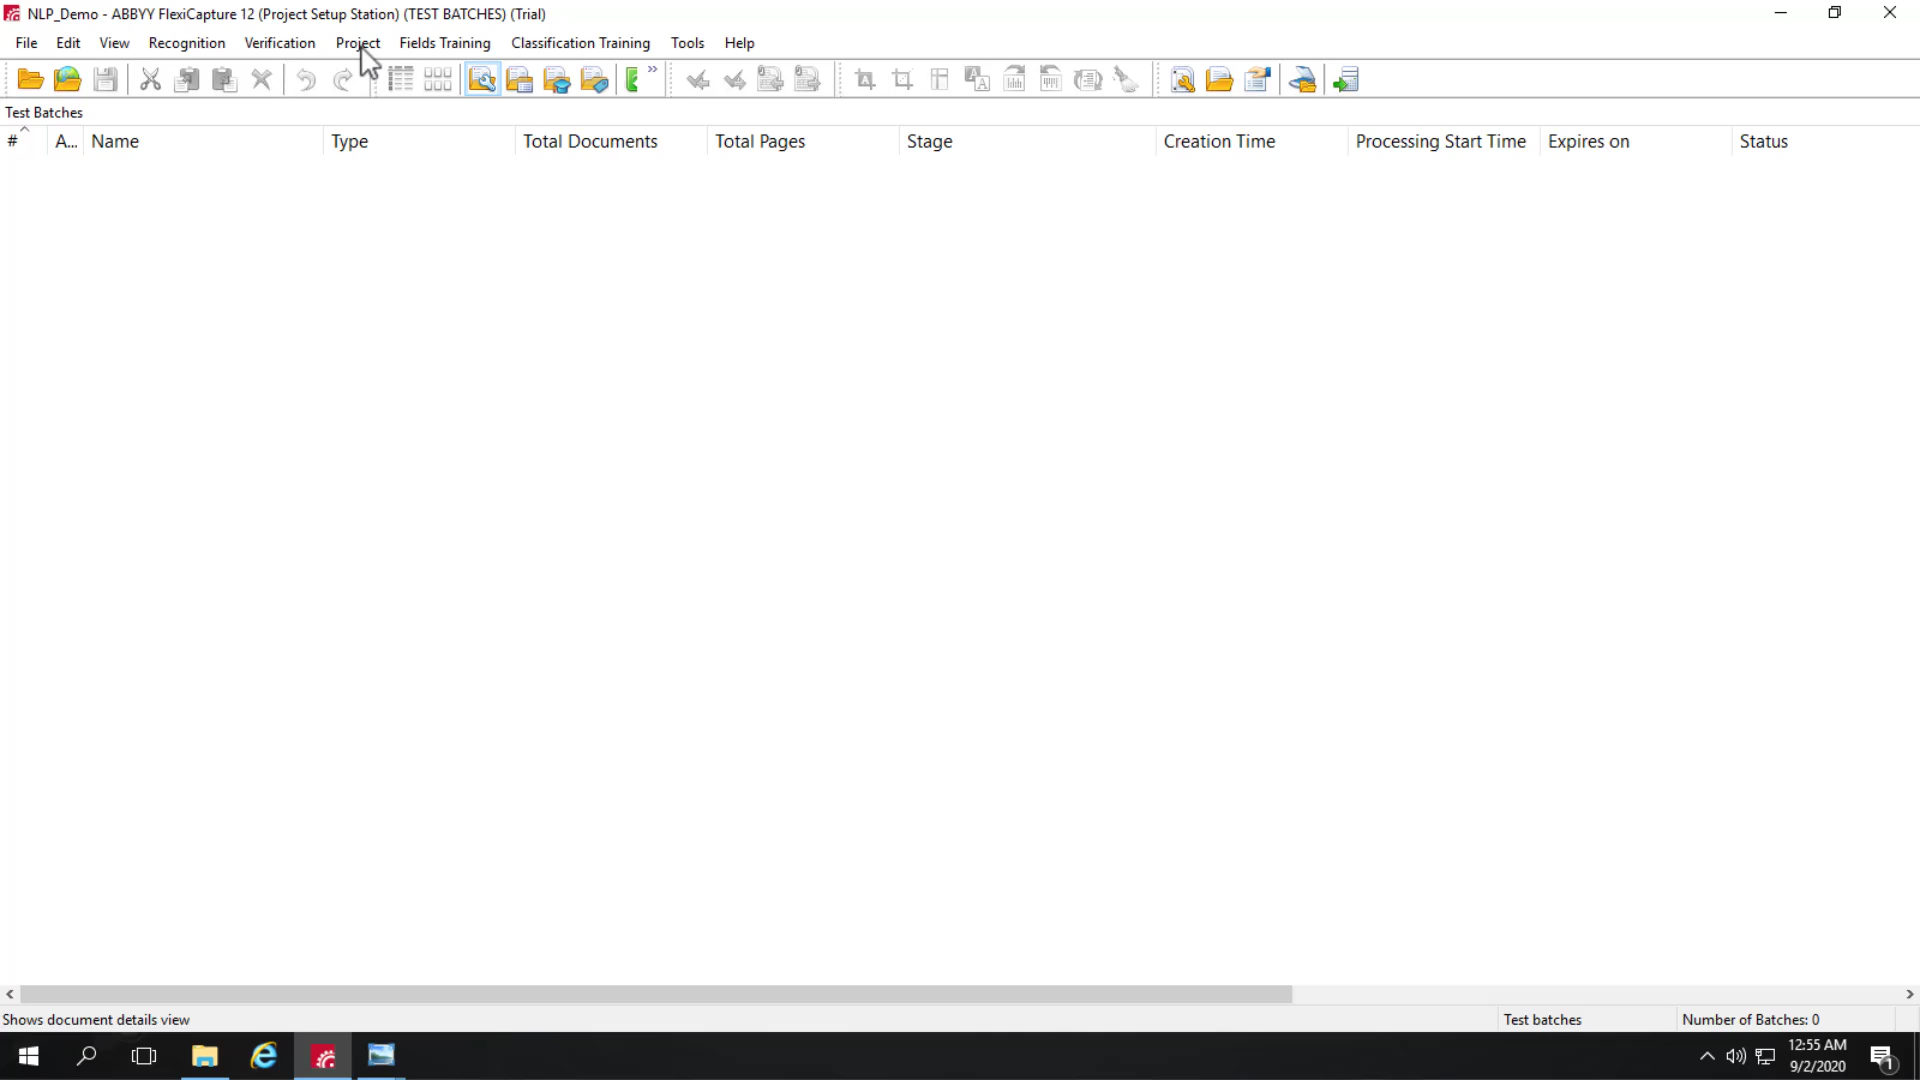 NLP_Demo - ABBYY FlexiCapture 12 (Project Setup Station) (TEST BATCHES) (Trial)
File Edit View Recognition Verification Project Fields Training Classification Training Tools Help
Test Batches
# A... Name Type Total Documents Total Pages Stage Creation Time Processing Start Time Expires on Status
Shows document details view Test batches Number of Batches: 0
12:55 AM
9/2/2020
1